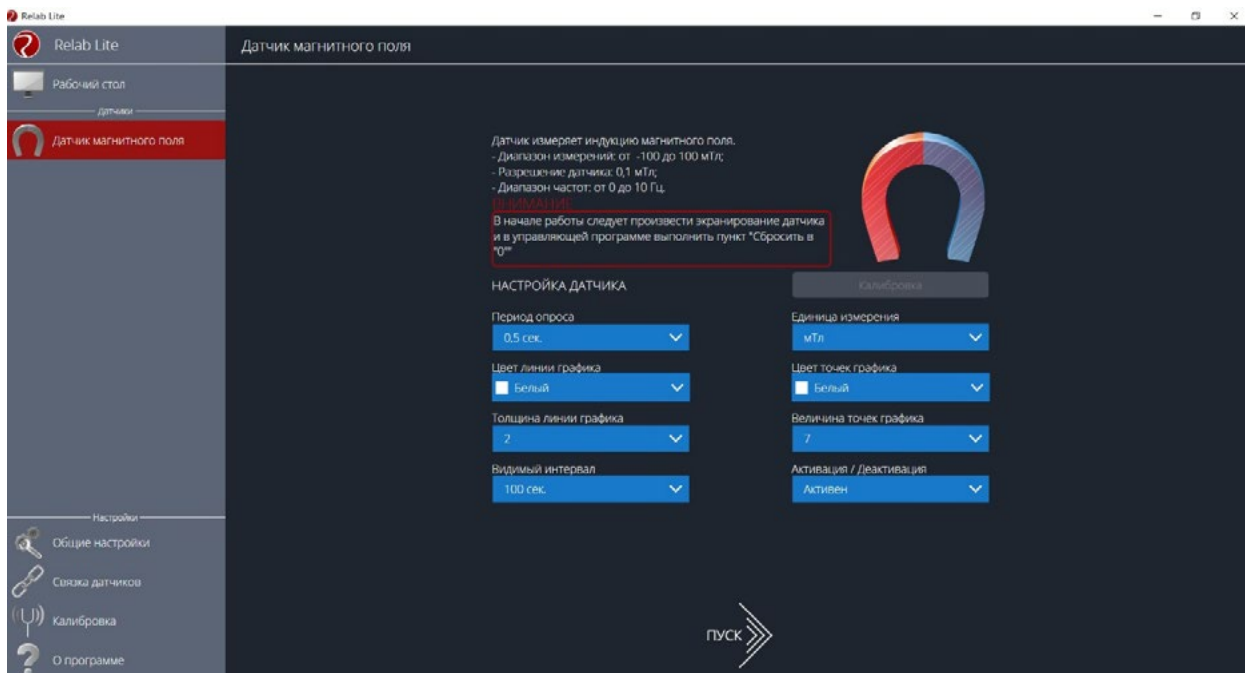 Relab Lite
Relab Lite
Датчик магнитного поля
Рабочий стол
Датчики
Датчик магнитного поля
Датчик измеряет индукцию магнитного поля.
- Диапазон измерений: от -100 до 100 мТл;
- Разрешение датчика: 0,1 мТл;
- Диапазон частот: от 0 до 10 Гц.
ВНИМАНИЕ
В начале работы следует произвести экранирование датчика
и в управляющей программе выполнить пункт "Сбросить в
"0""
НАСТРОЙКА ДАТЧИКА
Калибровка
Период опроса
Единица измерения
0,5 сек.
мТл
Цвет линии графика
Цвет точек графика
Белый
Белый
Толщина линии графика
Величина точек графика
2
7
Видимый интервал
Активация / Деактивация
100 сек.
Активен
Настройки
Общие настройки
Связка датчиков
Калибровка
О программе
ПУСК